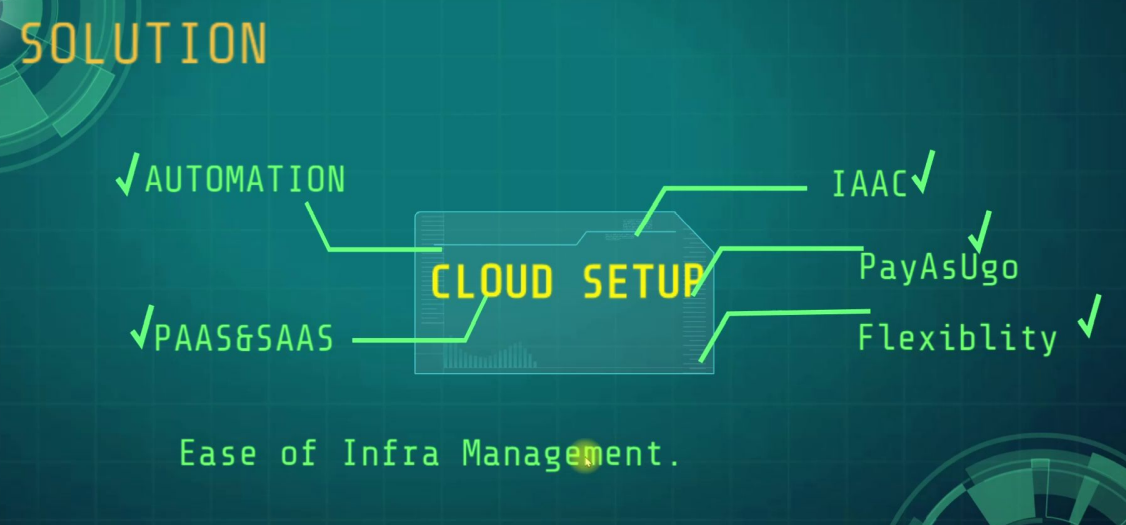 SOLUTION
AUTOMATION
IAAC
PayAsUgo
CLOUD SETUP
PAAS&SAAS
Flexiblity
Ease of Infra Management.